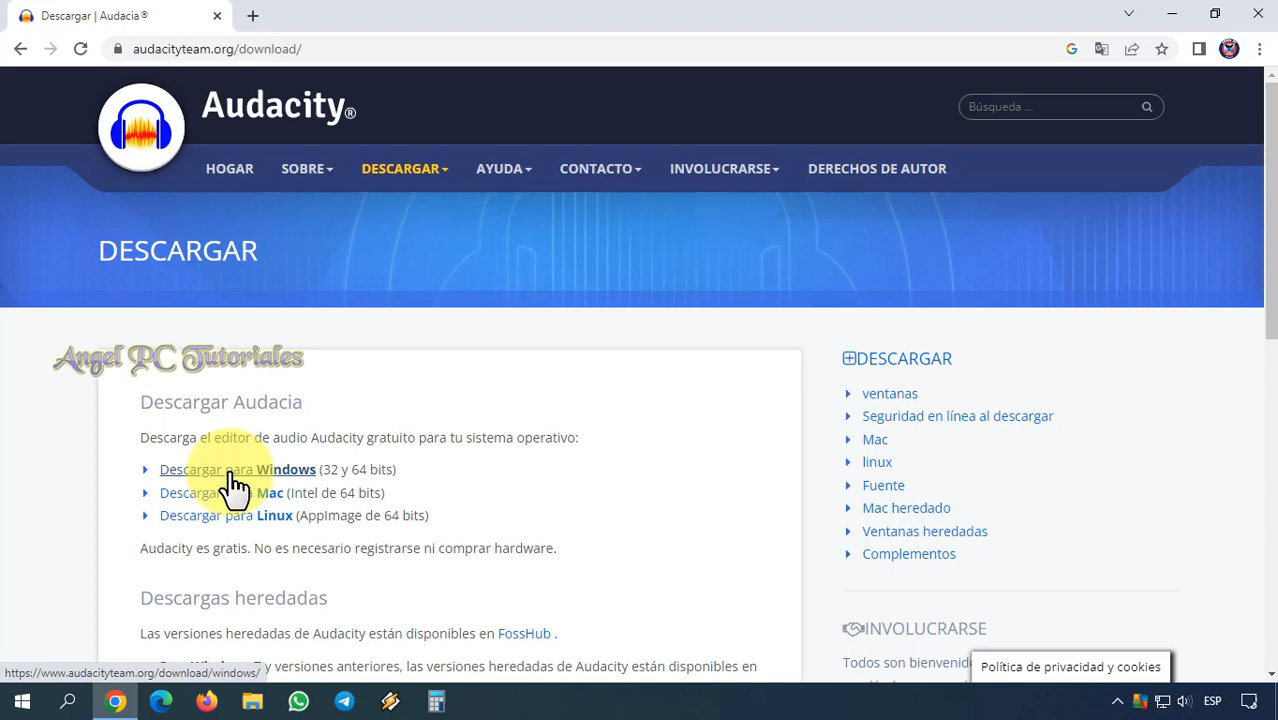 Descargar | Audacia®
audacityteam.org/download/
Audacity®
Búsqueda ...
HOGAR SOBRE DESCARGAR AYUDA CONTACTO INVOLUCRARSE DERECHOS DE AUTOR
DESCARGAR
Angel PC Tutoriales
Descargar Audacia
Descarga el editor de audio Audacity gratuito para tu sistema operativo:
Descargar para Windows (32 y 64 bits)
Descargar Mac (Intel de 64 bits)
Descargar para Linux (AppImage de 64 bits)
Audacity es gratis. No es necesario registrarse ni comprar hardware.
Descargas heredadas
Las versiones heredadas de Audacity están disponibles en FossHub .
y versiones anteriores, las versiones heredadas de Audacity están disponibles en
DESCARGAR
ventanas
Seguridad en línea al descargar
Mac
linux
Fuente
Mac heredado
Ventanas heredadas
Complementos
INVOLUCRARSE
Todos son bienvenido
Política de privacidad y cookies
https://www.audacityteam.org/download/windows/
ESP